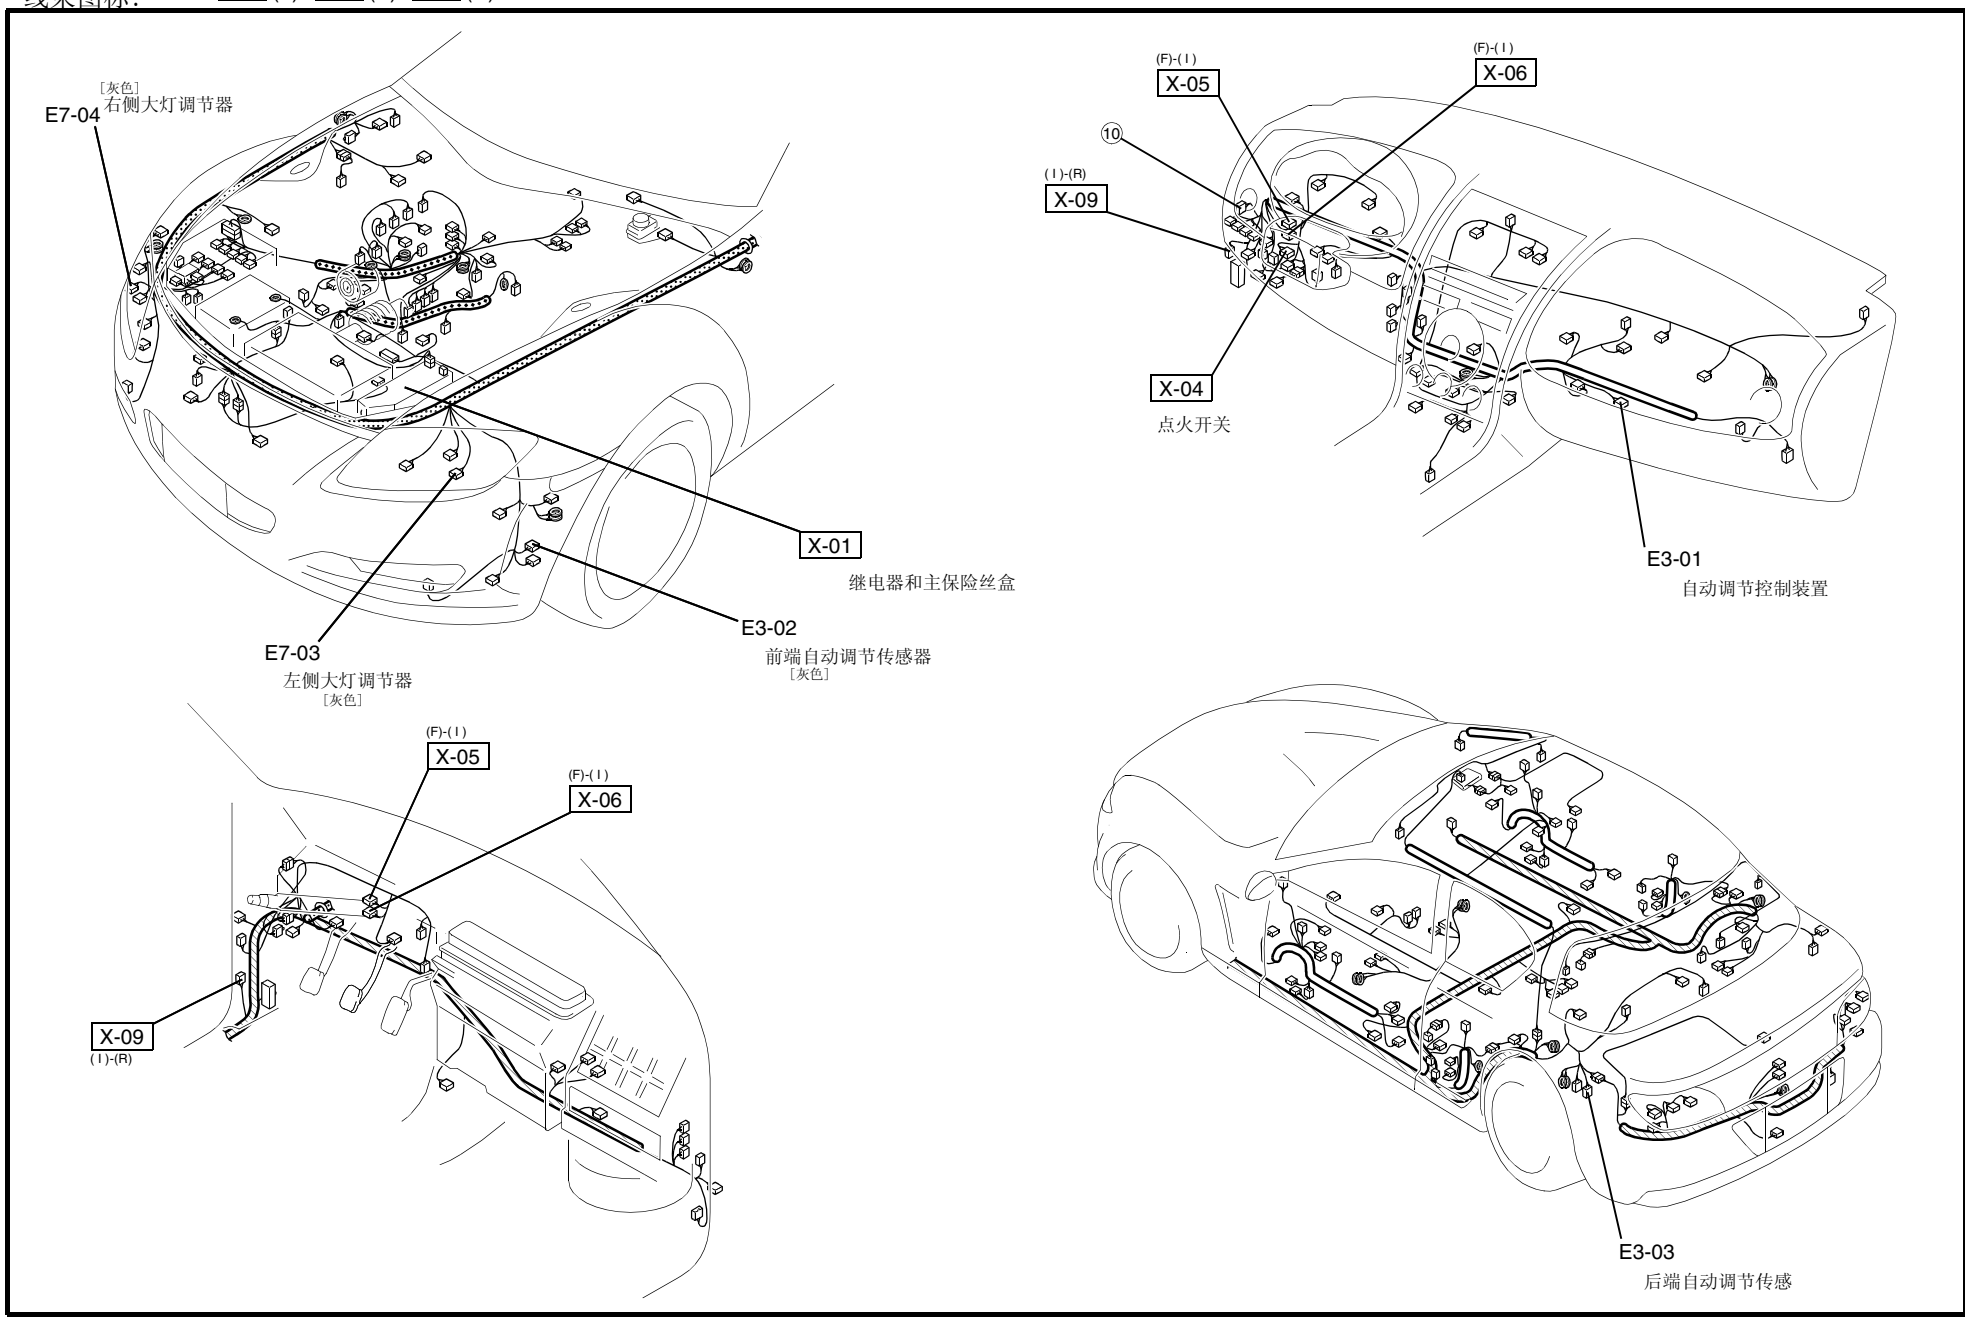 线束图标:
[灰色]
E7-04 右侧大灯调节器
X-01
继电器和主保险丝盒
E3-02
前端自动调节传感器
[灰色]
E7-03
左侧大灯调节器
[灰色]
(F)-(I)
X-05
(F)-(I)
X-06
⑩
(I)-(R)
X-09
X-04
点火开关
E3-01
自动调节控制装置
(F)-(I)
X-05
(F)-(I)
X-06
X-09
(I)-(R)
E3-03
后端自动调节传感